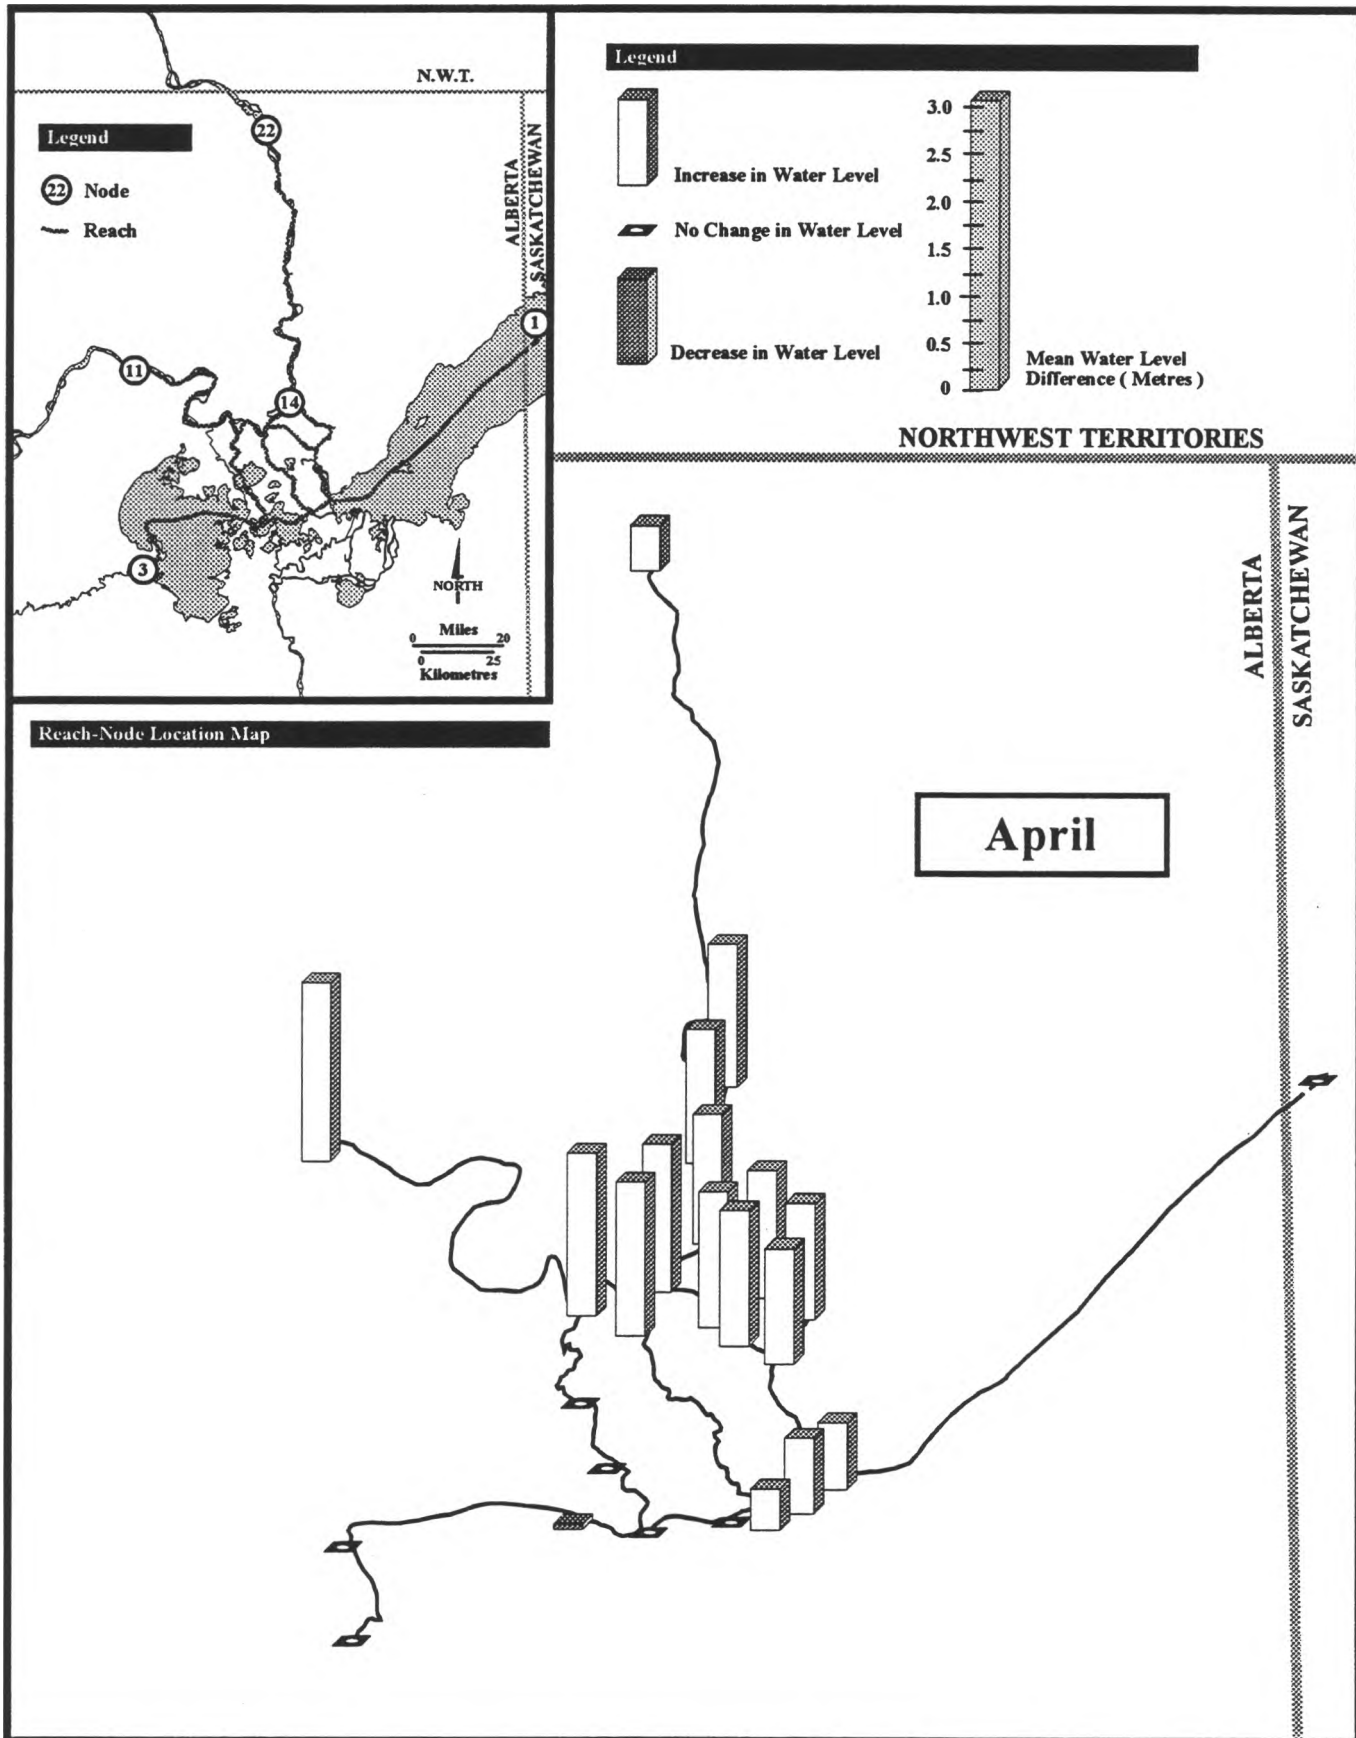 N.W.T.
Legend
22 Node
Reach
ALBERTA
SASKATCHEWAN
22
11
14
1
3
NORTH
Miles
0 20
0 25
Kilometres
Reach-Node Location Map
Legend
Increase in Water Level
No Change in Water Level
Decrease in Water Level
3.0
2.5
2.0
1.5
1.0
0.5
0
Mean Water Level
Difference ( Metres )
NORTHWEST TERRITORIES
ALBERTA
SASKATCHEWAN
April